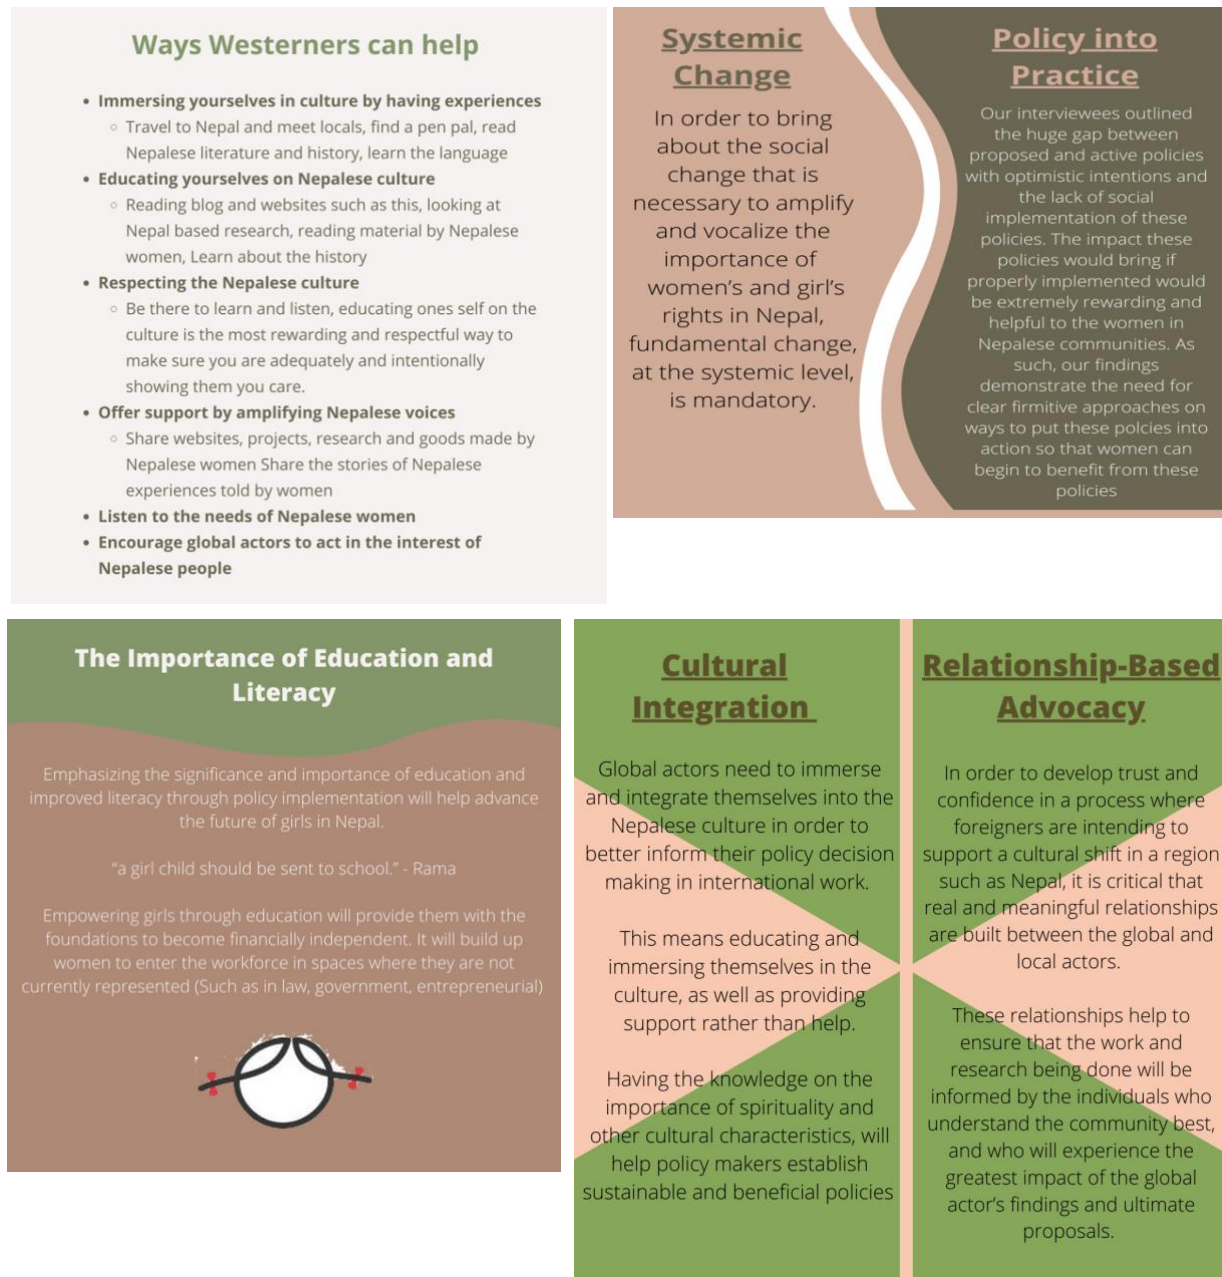 Ways Westerners can help
• Immersing yourselves in culture by having experiences
◦ Travel to Nepal and meet locals, find a pen pal, read
Nepalese literature and history, learn the language
• Educating yourselves on Nepalese culture
◦ Reading blog and websites such as this, looking at
Nepal based research, reading material by Nepalese
women, Learn about the history
• Respecting the Nepalese culture
◦ Be there to learn and listen, educating ones self on the
culture is the most rewarding and respectful way to
make sure you are adequately and intentionally
showing them you care.
• Offer support by amplifying Nepalese voices
◦ Share websites, projects, research and goods made by
Nepalese women Share the stories of Nepalese
experiences told by women
• Listen to the needs of Nepalese women
• Encourage global actors to act in the interest of
Nepalese people
Systemic
Change
In order to bring
about the social
change that is
necessary to amplify
and vocalize the
importance of
women's and girl's
rights in Nepal,
fundamental change,
at the systemic level,
is mandatory.
Policy into
Practice
Our interviewees outlined
the huge gap between
proposed and active policies
with optimistic intentions and
the lack of social
implementation of these
policies. The impact these
policies would bring if
properly implemented would
be extremely rewarding and
helpful to the women in
Nepalese communities. As
such, our findings
demonstrate the need for
clear firmitive approaches on
ways to put these polcies into
action so that women can
begin to benefit from these
policies
The Importance of Education and
Literacy
Emphasizing the significance and importance of education and
improved literacy through policy implementation will help advance
the future of girls in Nepal.
"a girl child should be sent to school." - Rama
Empowering girls through education will provide them with the
foundations to become financially independent. It will build up
women to enter the workforce in spaces where they are not
currently represented (Such as in law, government, entrepreneurial)
Cultural
Integration
Global actors need to immerse
and integrate themselves into the
Nepalese culture in order to
better inform their policy decision
making in international work.
This means educating and
immersing themselves in the
culture, as well as providing
support rather than help.
Having the knowledge on the
importance of spirituality and
other cultural characteristics, will
help policy makers establish
sustainable and beneficial policies
Relationship-Based
Advocacy
In order to develop trust and
confidence in a process where
foreigners are intending to
support a cultural shift in a region
such as Nepal, it is critical that
real and meaningful relationships
are built between the global and
local actors.
These relationships help to
ensure that the work and
research being done will be
informed by the individuals who
understand the community best,
and who will experience the
greatest impact of the global
actor's findings and ultimate
proposals.